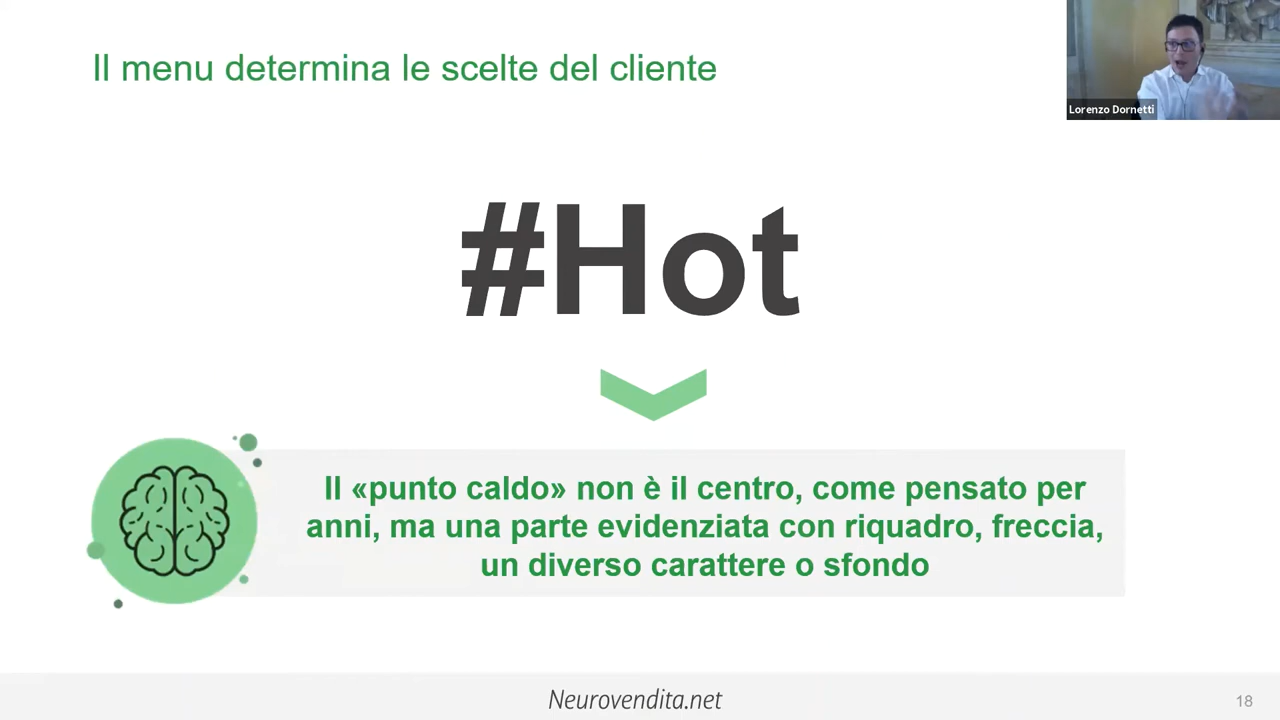 Il menu determina le scelte del cliente
Lorenzo Dornetti
#Hot
Il «punto caldo» non è il centro, come pensato per
anni, ma una parte evidenziata con riquadro, freccia,
un diverso carattere o sfondo
Neurovendita.net
18